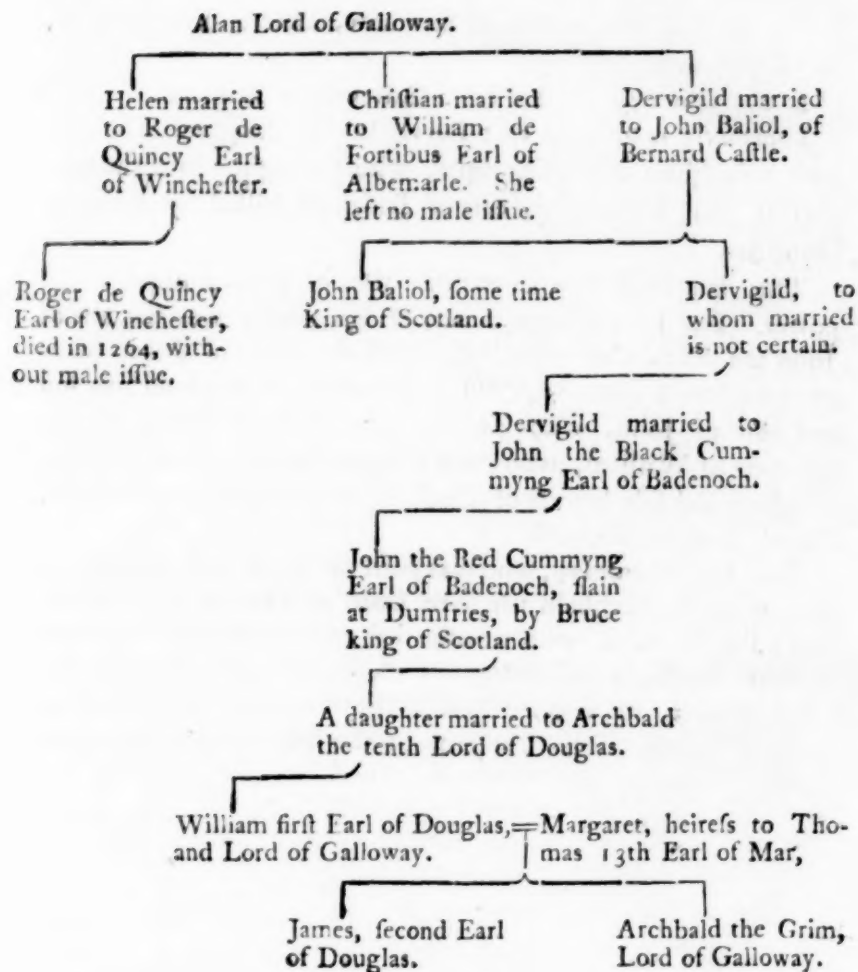 Alan Lord of Galloway.
Helen married
to Roger de
Quincy Earl
of Wincheſter.
Chriſtian married
to William de
Fortibus Earl of
Albemarle. She
left no male iſſue.
Dervigild married
to John Baliol, of
Bernard Caſtle.
Roger de Quincy
Earl of Wincheſter,
died in 1264, with-
out male iſſue.
John Baliol, ſome time
King of Scotland.
Dervigild, to
whom married
is not certain.
Dervigild married to
John the Black Cum-
myng Earl of Badenoch.
John the Red Cummyng
Earl of Badenoch, ſlain
at Dumfries, by Bruce
king of Scotland.
A daughter married to Archbald
the tenth Lord of Douglas.
William firſt Earl of Douglas,=Margaret, heireſs to Tho-
and Lord of Galloway. mas 13th Earl of Mar,
James, ſecond Earl
of Douglas.
Archbald the Grim,
Lord of Galloway.